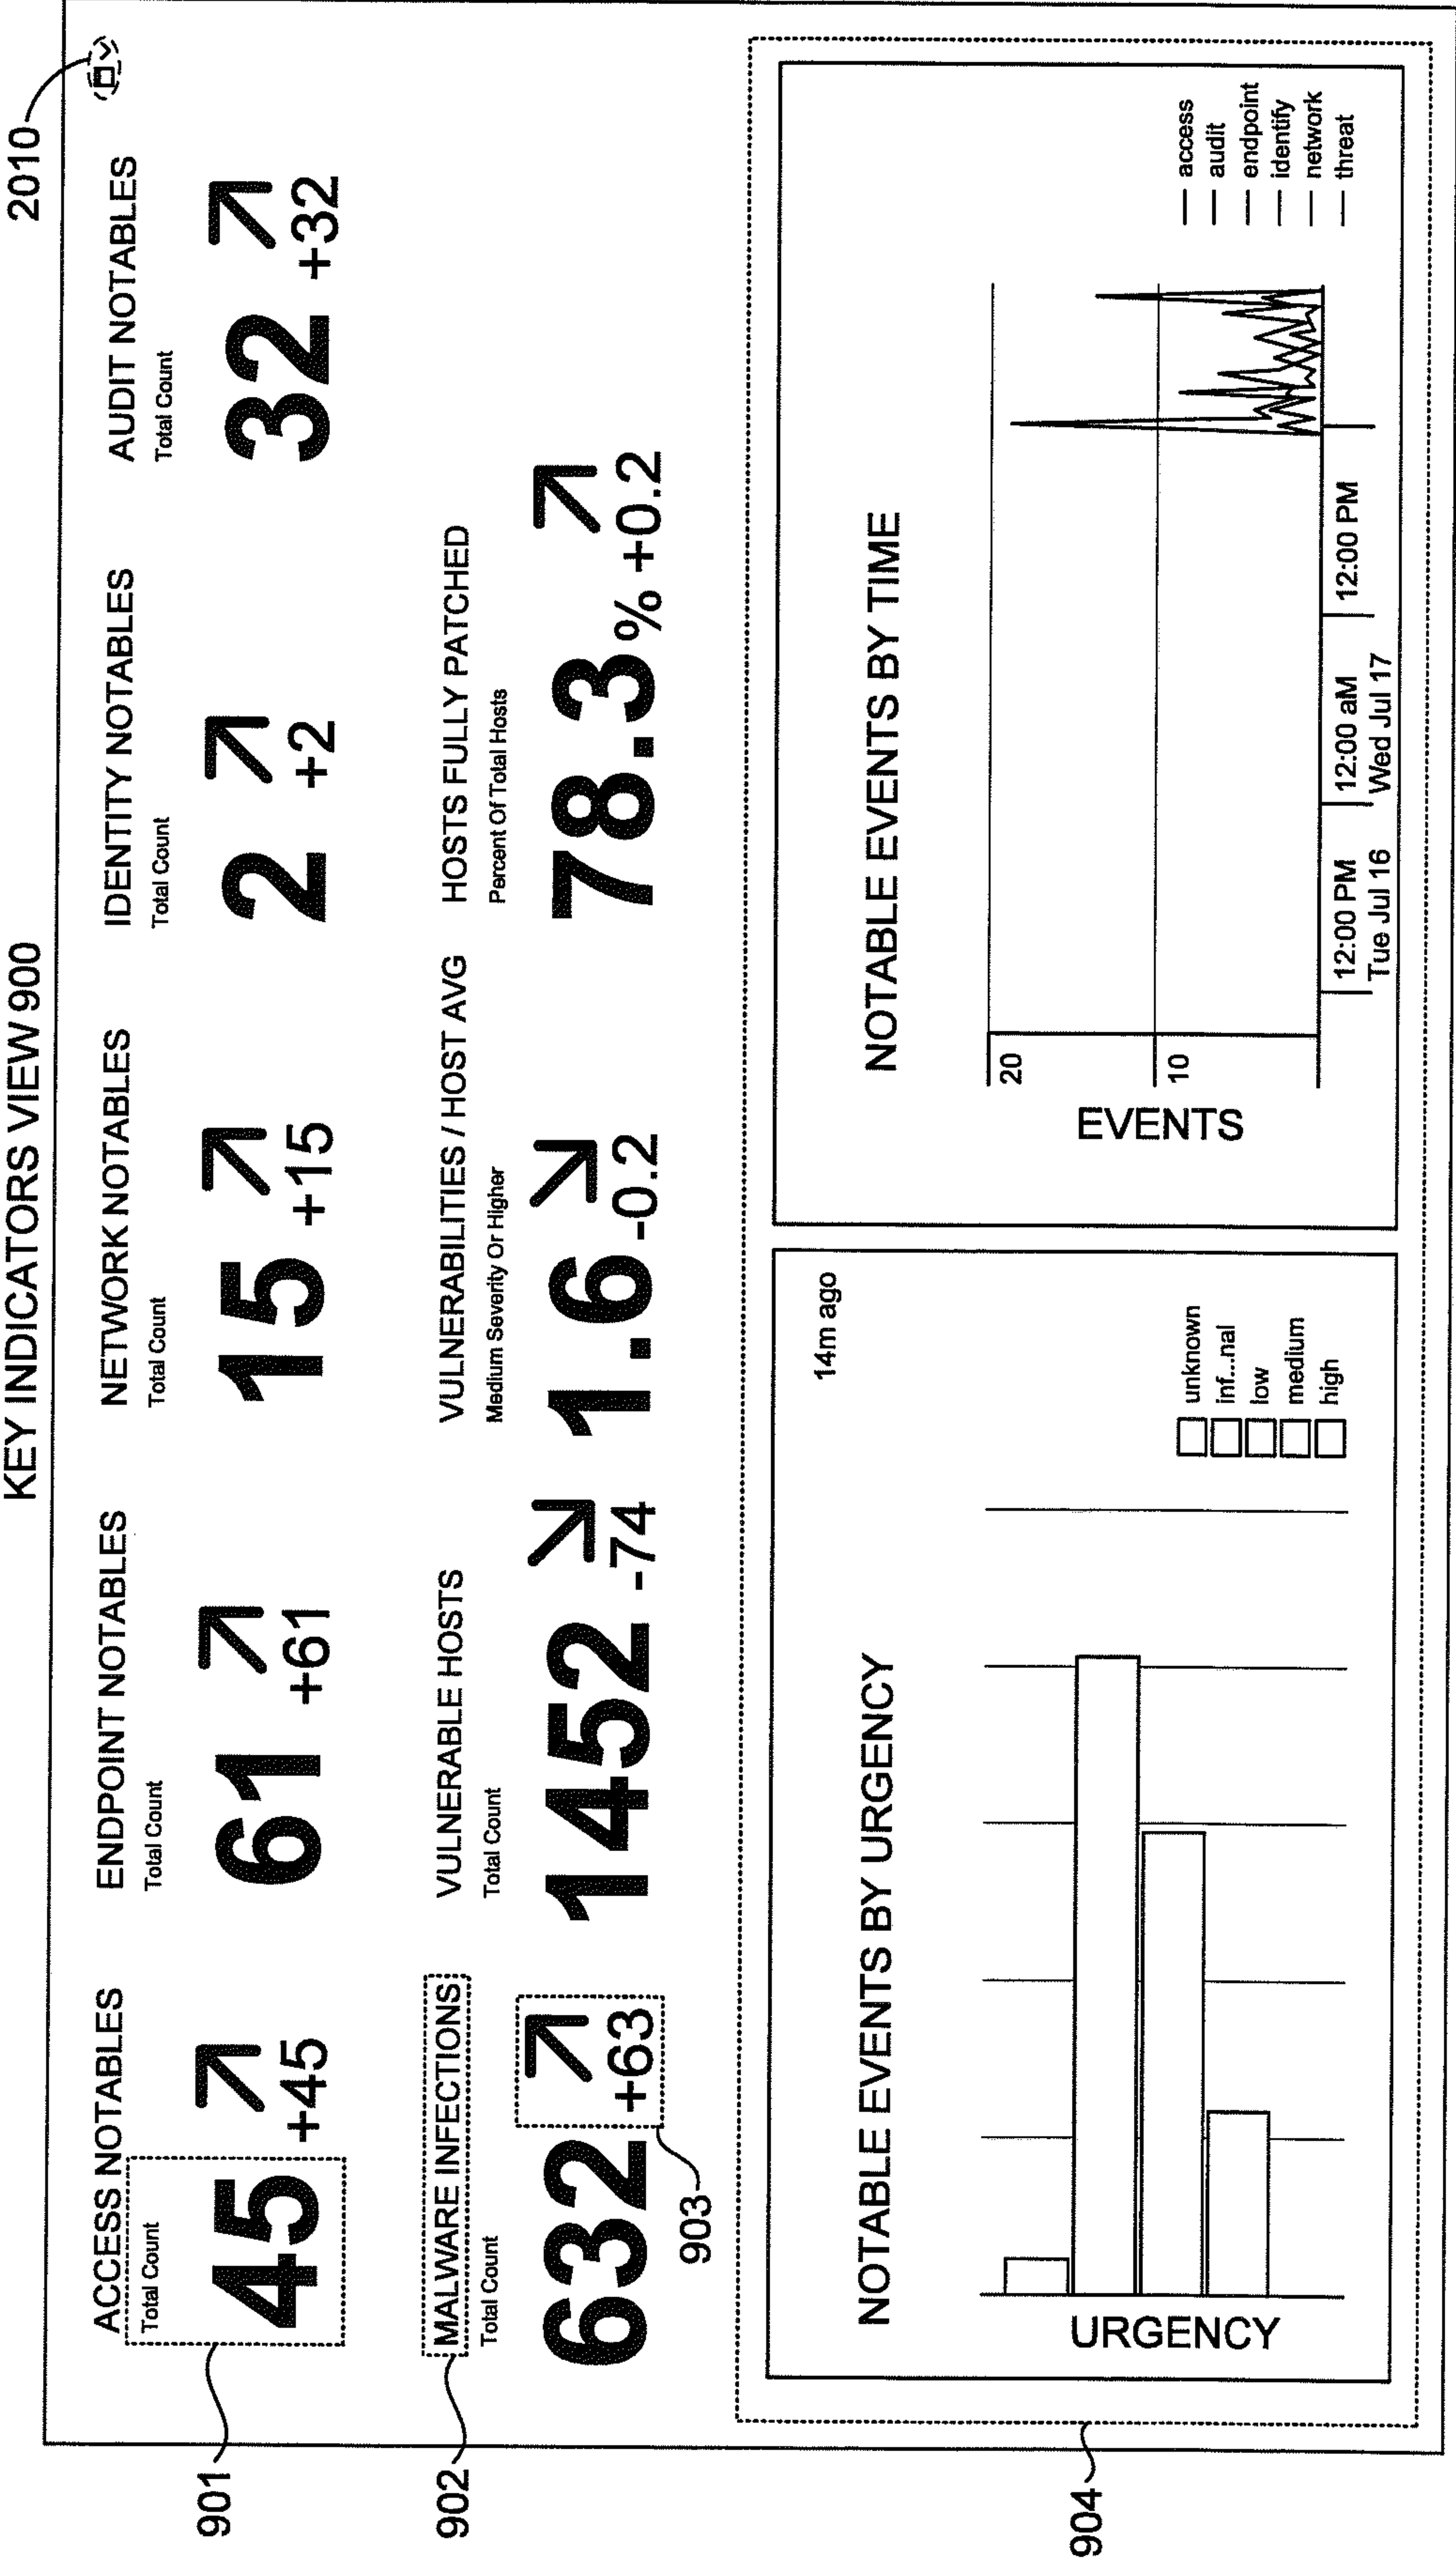 KEY INDICATORS VIEW 900
2010
ACCESS NOTABLES
Total Count
45
+45
ENDPOINT NOTABLES
Total Count
61
+61
NETWORK NOTABLES
Total Count
15
+15
IDENTITY NOTABLES
Total Count
2
+2
AUDIT NOTABLES
Total Count
32
+32
901
MALWARE INFECTIONS
Total Count
632
+63
VULNERABLE HOSTS
Total Count
1452
-74
VULNERABILITIES / HOST AVG
Medium Severity Or Higher
1.6
-0.2
HOSTS FULLY PATCHED
Percent Of Total Hosts
78.3%
+0.2
902
903
14m ago
NOTABLE EVENTS BY URGENCY
URGENCY
unknown
inf...nal
low
medium
high
NOTABLE EVENTS BY TIME
EVENTS
20
10
12:00 PM
Tue Jul 16
12:00 aM
Wed Jul 17
12:00 PM
access
audit
endpoint
identify
network
threat
904